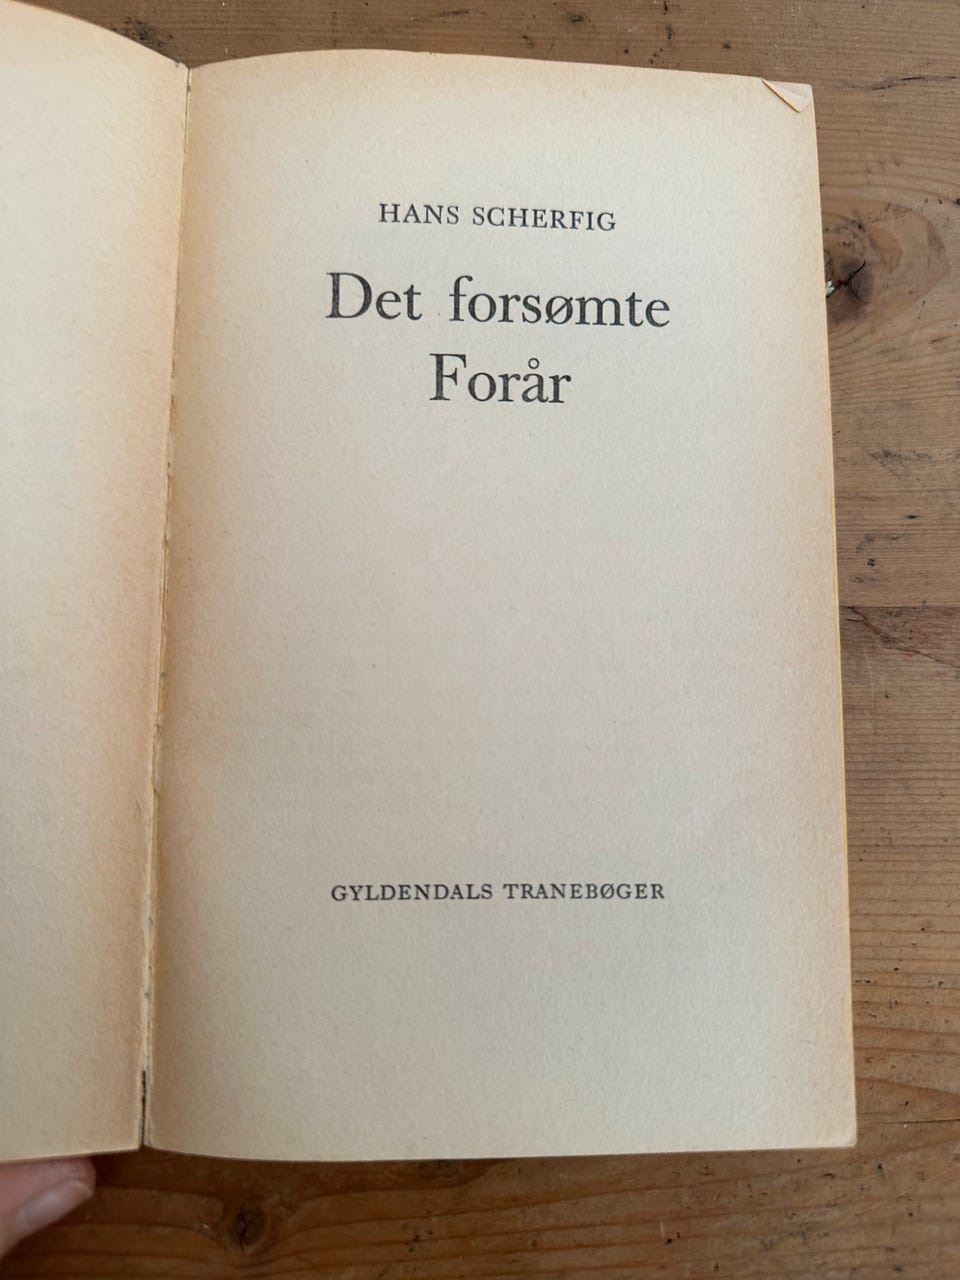 HANS SCHERFIG
Det forsømte
Forår
GYLDENDALS TRANEBØGER